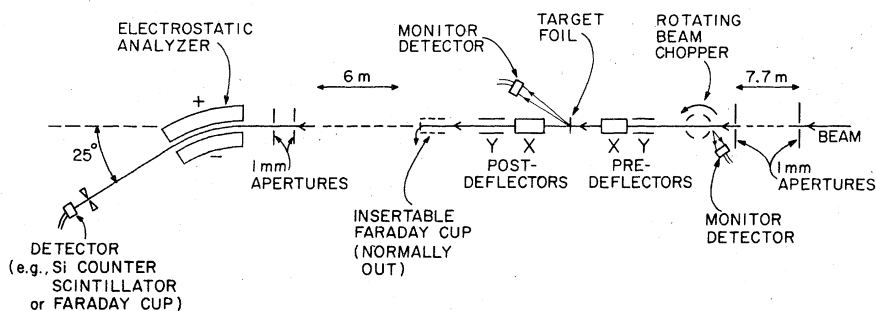 ELECTROSTATIC
ANALYZER
+
−
25°
6 m
MONITOR
DETECTOR
TARGET
FOIL
ROTATING
BEAM
CHOPPER
7.7 m
BEAM
1 mm
APERTURES
Y X
POST-
DEFLECTORS
X Y
PRE-
DEFLECTORS
1 mm
APERTURES
MONITOR
DETECTOR
INSERTABLE
FARADAY CUP
(NORMALLY
OUT)
DETECTOR
(e.g., Si COUNTER
SCINTILLATOR
or FARADAY CUP)